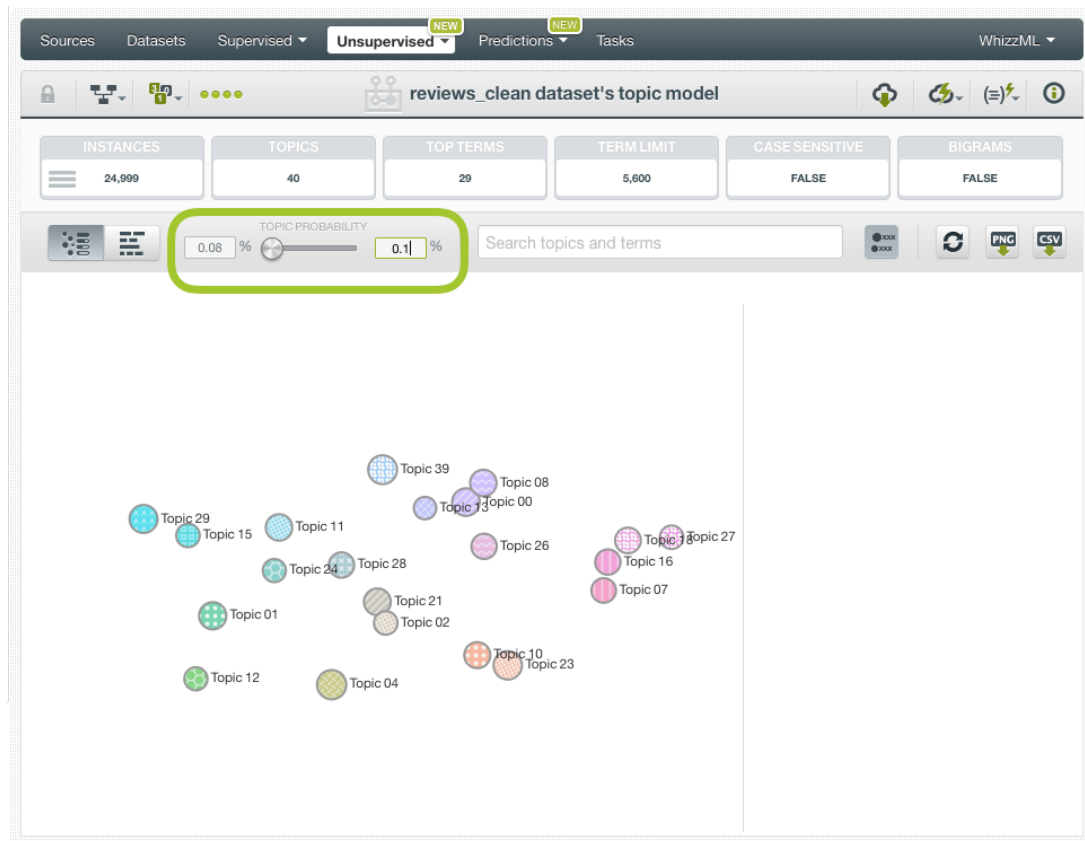 NEW NEW
Sources Datasets Supervised Unsupervised Predictions Tasks WhizzML
reviews_clean dataset's topic model
INSTANCES TOPICS TOP TERMS TERM LIMIT CASE SENSITIVE BIGRAMS
24,999 40 29 5,600 FALSE FALSE
TOPIC PROBABILITY
0.08 % 0.1 % Search topics and terms xxx xxx PNG CSV
Topic 39
Topic 08
Topic 13 Topic 00
Topic 29
Topic 15 Topic 11
Topic 26 Topic 18 Topic 27
Topic 24 Topic 28 Topic 16
Topic 07
Topic 21
Topic 01 Topic 02
Topic 10
Topic 23
Topic 12 Topic 04